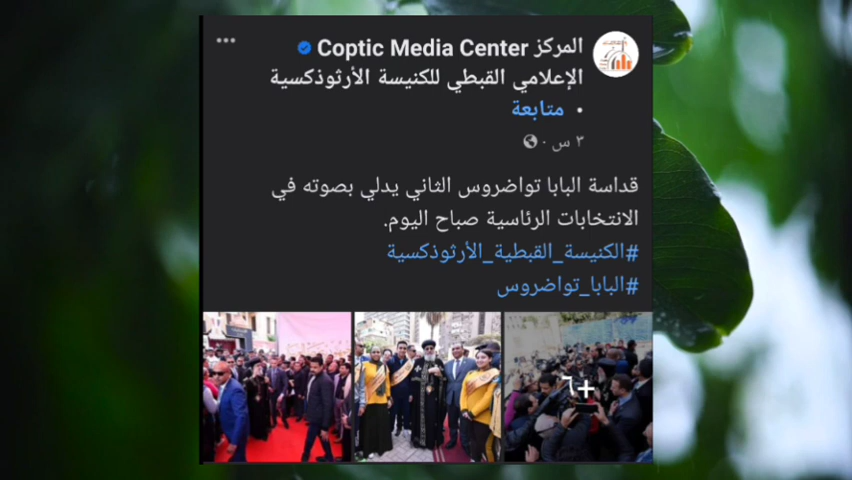 Coptic Media Center المركز
الإعلامي القبطي للكنيسة الأرثوذكسية
• متابعة
٣ س ·
قداسة البابا تواضروس الثاني يدلي بصوته في
الانتخابات الرئاسية صباح اليوم.
#الكنيسة_القبطية_الأرثوذكسية
#البابا_تواضروس
+٦